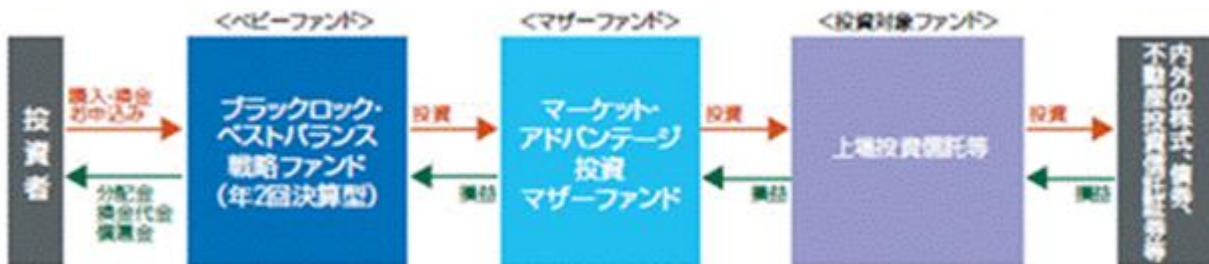 <ベビーファンド>
<マザーファンド>
<投資対象ファンド>
投資者
購入・換金
お申込み
分配金
換金代金
償還金
ブラックロック・
ベストバランス
戦略ファンド
(年2回決算型)
投資
損益
マーケット・
アドバンテージ
投資
マザーファンド
投資
損益
上場投資信託等
投資
損益
内外の株式、債券、
不動産投資信託証券等